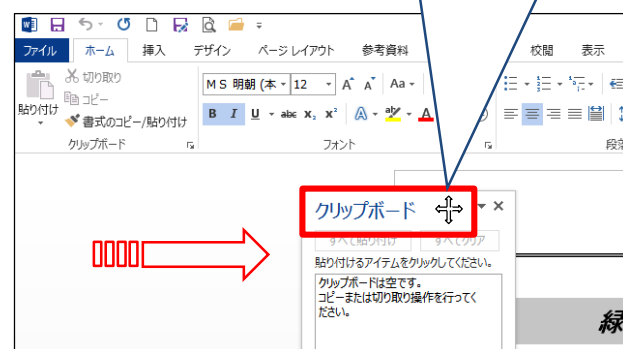 ファイル ホーム 挿入 デザイン ページ レイアウト 参考資料 校閲 表示
切り取り
コピー
貼り付け
書式のコピー/貼り付け
クリップボード
MS 明朝 (本 12 A A Aa
B I U abc X₂ X² A ab A
フォント
段落
クリップボード
すべて貼り付け すべてクリア
貼り付けるアイテムをクリックしてください。
クリップボードは空です。
コピーまたは切り取り操作を行ってく
ださい。
緑